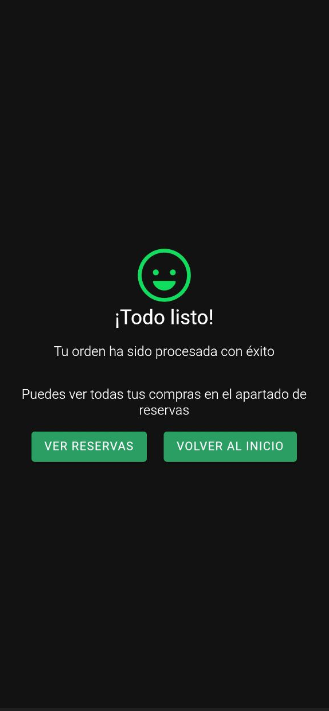 ¡Todo listo!
Tu orden ha sido procesada con éxito
Puedes ver todas tus compras en el apartado de
reservas
VER RESERVAS
VOLVER AL INICIO